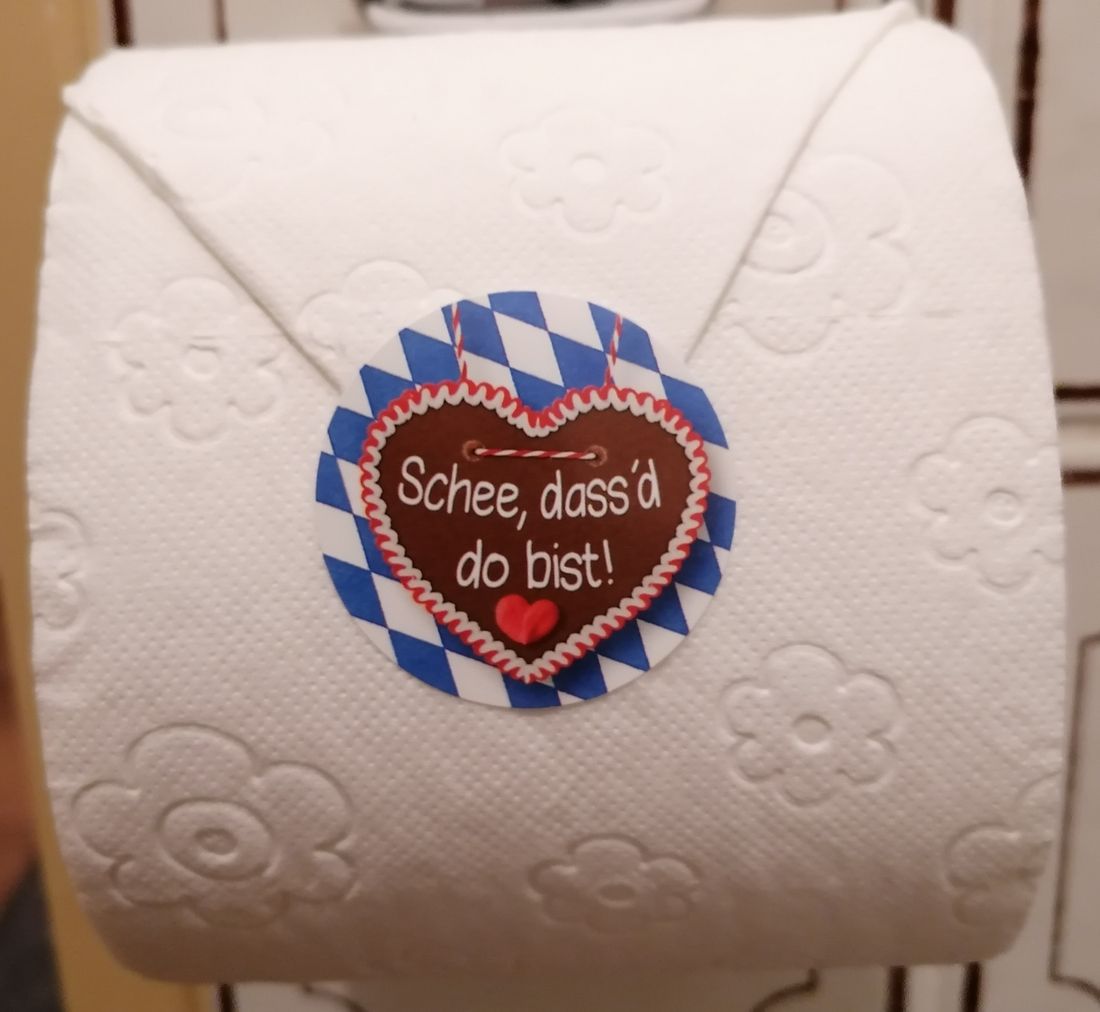 Schee, dass'd
do bist!